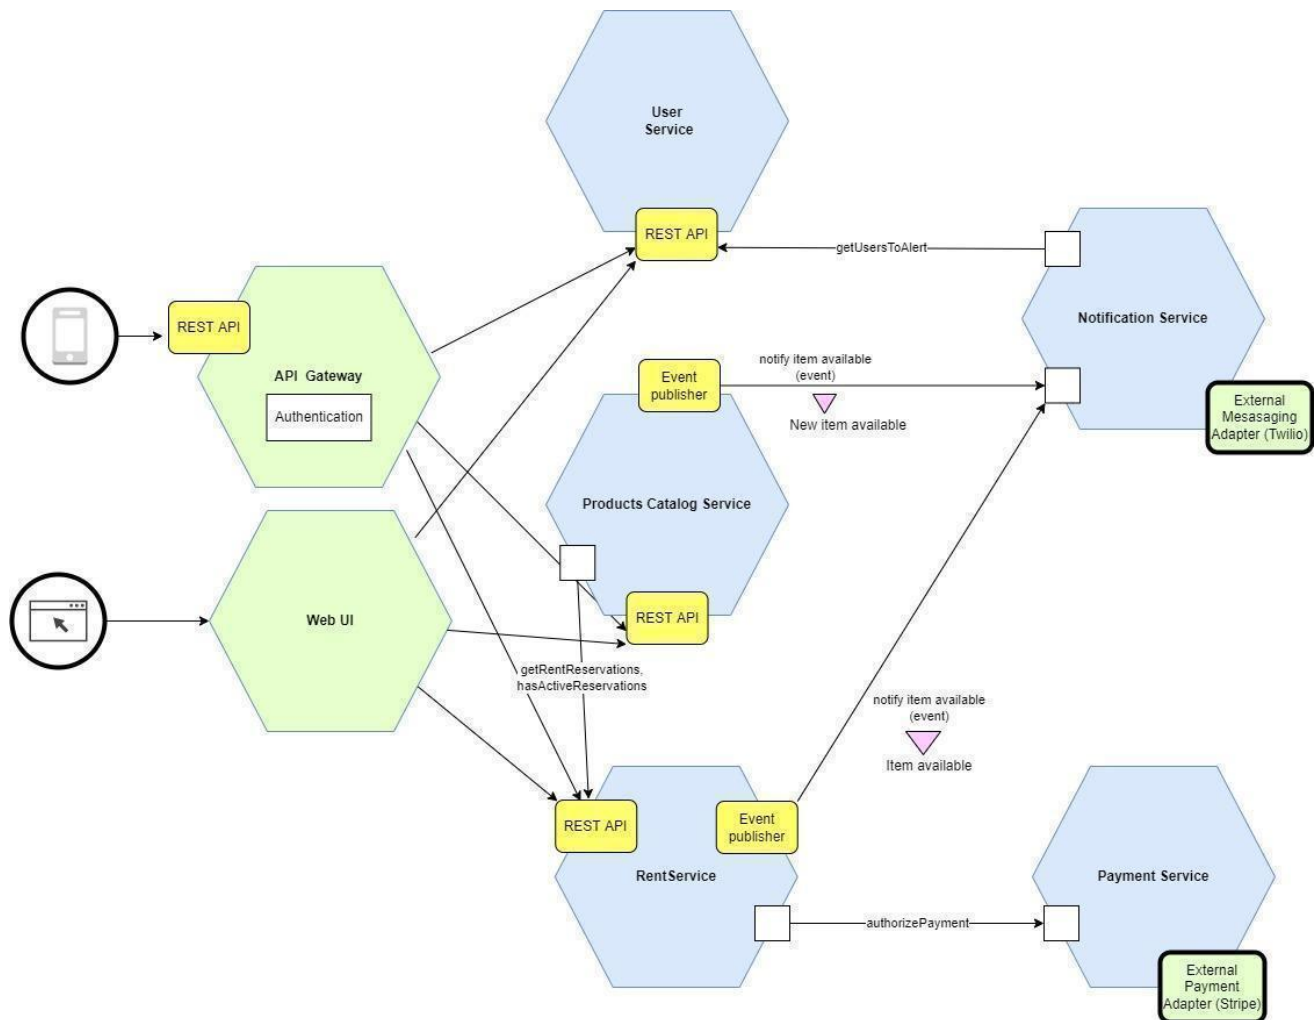 User
Service
REST API
getUsersToAlert
REST API
Notification Service
API  Gateway
Authentication
notify item available
(event)
Event
publisher
New item available
External
Mesasaging
Adapter (Twilio)
Products Catalog Service
Web UI
REST API
getRentReservations,
hasActiveReservations
notify item available
(event)
Item available
REST API
Event
publisher
RentService
Payment Service
authorizePayment
External
Payment
Adapter (Stripe)